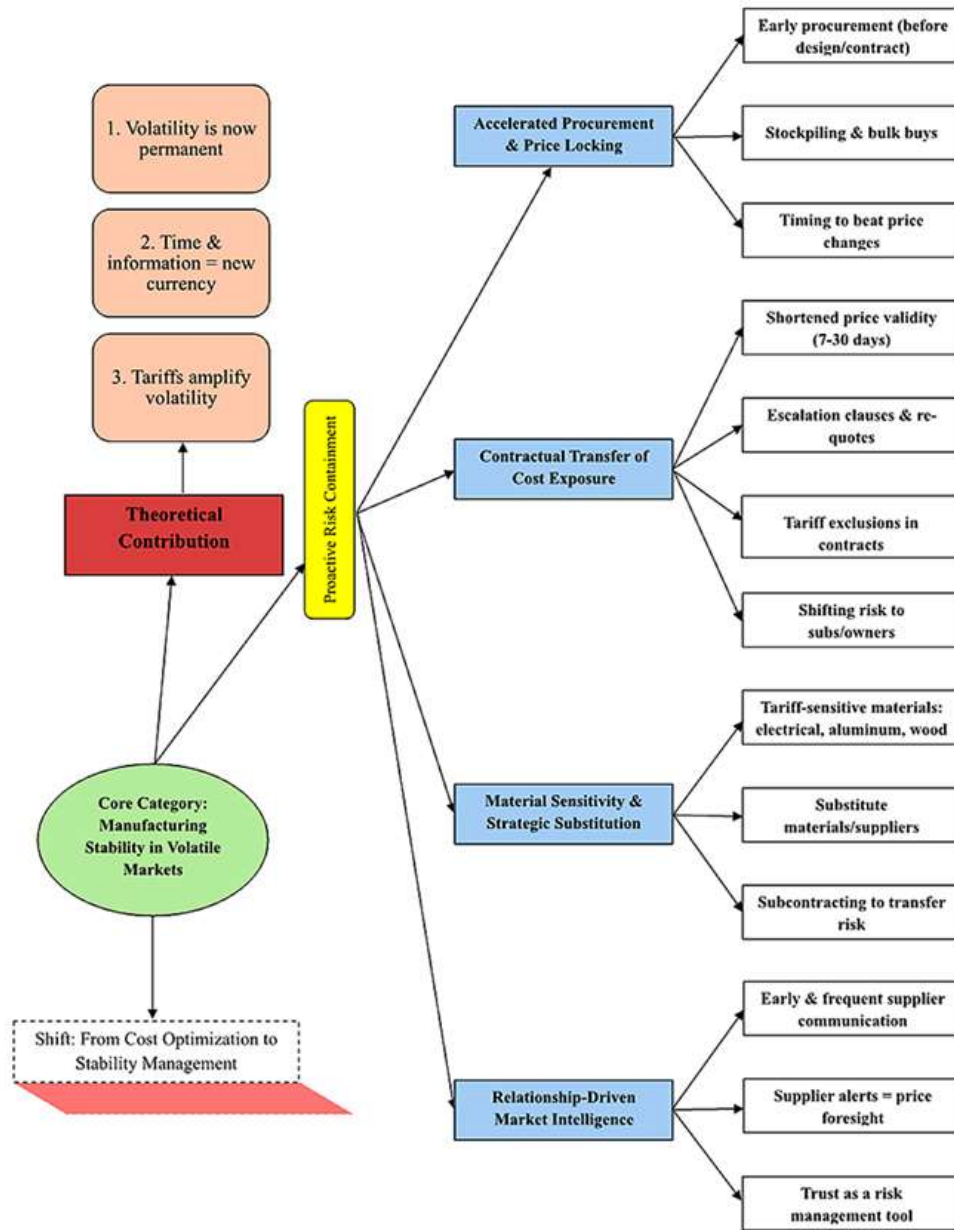 1. Volatility is now
permanent
2. Time &
information = new
currency
3. Tariffs amplify
volatility
Theoretical
Contribution
Core Category:
Manufacturing
Stability in Volatile
Markets
Shift: From Cost Optimization to
Stability Management
Proactive Risk Containment
Accelerated Procurement
& Price Locking
Early procurement (before
design/contract)
Stockpiling & bulk buys
Timing to beat price
changes
Contractual Transfer of
Cost Exposure
Shortened price validity
(7-30 days)
Escalation clauses & re-
quotes
Tariff exclusions in
contracts
Shifting risk to
subs/owners
Material Sensitivity &
Strategic Substitution
Tariff-sensitive materials:
electrical, aluminum, wood
Substitute
materials/suppliers
Subcontracting to transfer
risk
Relationship-Driven
Market Intelligence
Early & frequent supplier
communication
Supplier alerts = price
foresight
Trust as a risk
management tool